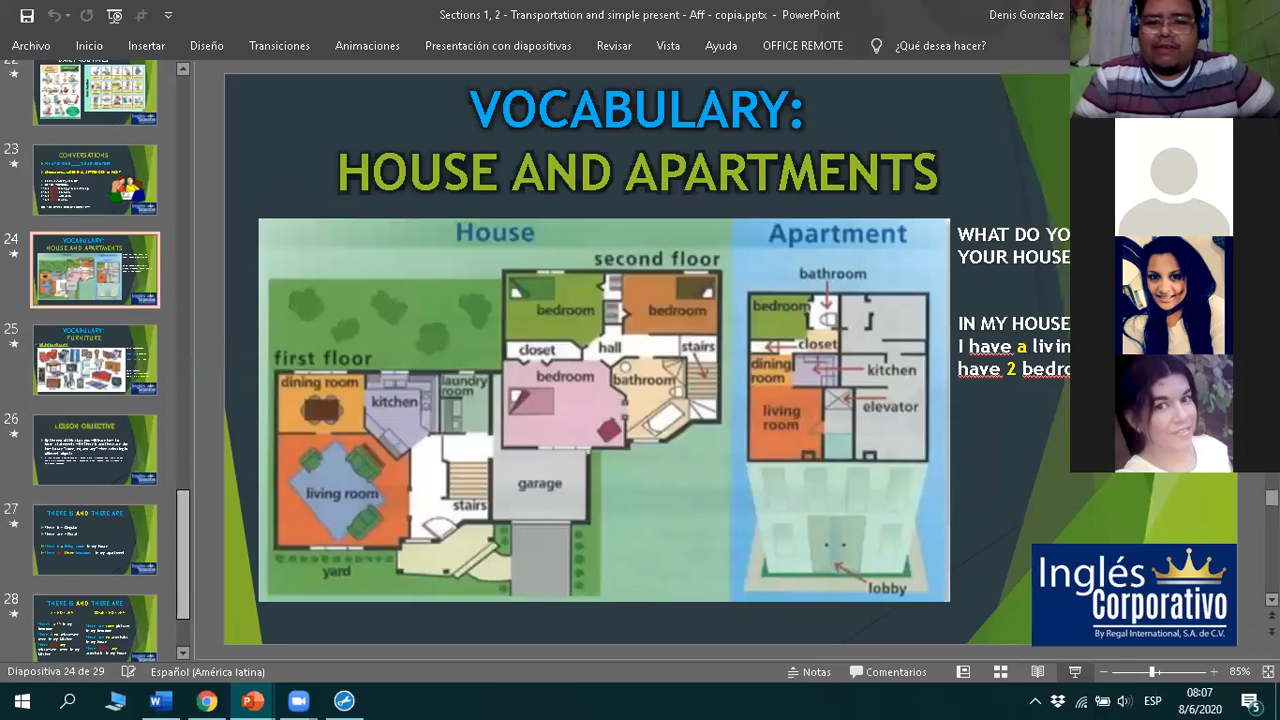 Sections 1, 2 - Transportation and simple present - Aff - copia.pptx - PowerPoint
Denis Gonzalez
Archivo Inicio Insertar Diseño Transiciones Animaciones Presentación con diapositivas Revisar Vista Ayuda OFFICE REMOTE ¿Qué desea hacer?
22
23
CONVERSATIONS
24
VOCABULARY:
HOUSE AND APARTMENTS
25
VOCABULARY:
FURNITURE
26
LESSON OBJECTIVE
27
THERE IS AND THERE ARE
28
THERE IS AND THERE ARE
VOCABULARY:
HOUSE AND APARTMENTS
House
second floor
bedroom
bedroom
closet
hall
stairs
bedroom
bathroom
first floor
dining room
kitchen
laundry
room
living room
stairs
garage
yard
Apartment
bathroom
bedroom
closet
dining
room
kitchen
living
room
elevator
lobby
WHAT DO YO
YOUR HOUSE
IN MY HOUSE
I have a livin
have 2 bedro
Inglés
Corporativo
By Regal International, S.A. de C.V.
Diapositiva 24 de 29
Español (América latina)
Notas
Comentarios
85%
ESP
08:07
8/6/2020
5